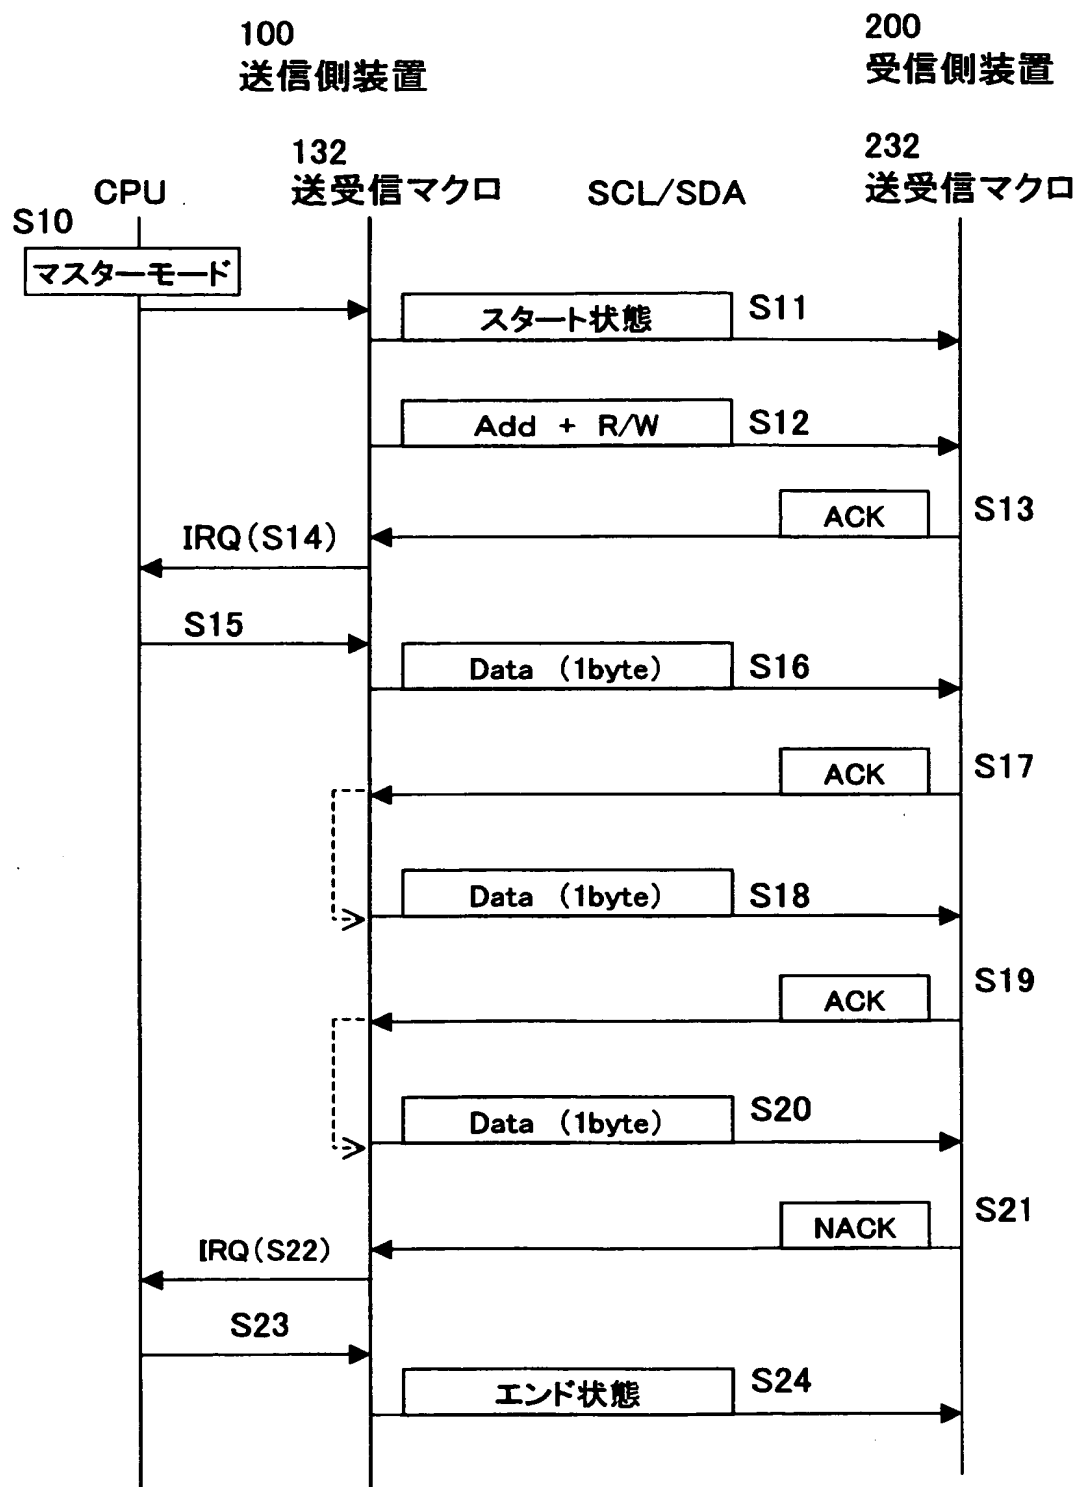 100
送信側装置
200
受信側装置
132
送受信マクロ
232
送受信マクロ
CPU
SCL/SDA
S10
マスターモード
スタート状態
S11
Add + R/W
S12
ACK
S13
IRQ(S14)
S15
Data (1byte)
S16
ACK
S17
Data (1byte)
S18
ACK
S19
Data (1byte)
S20
NACK
S21
IRQ(S22)
S23
エンド状態
S24